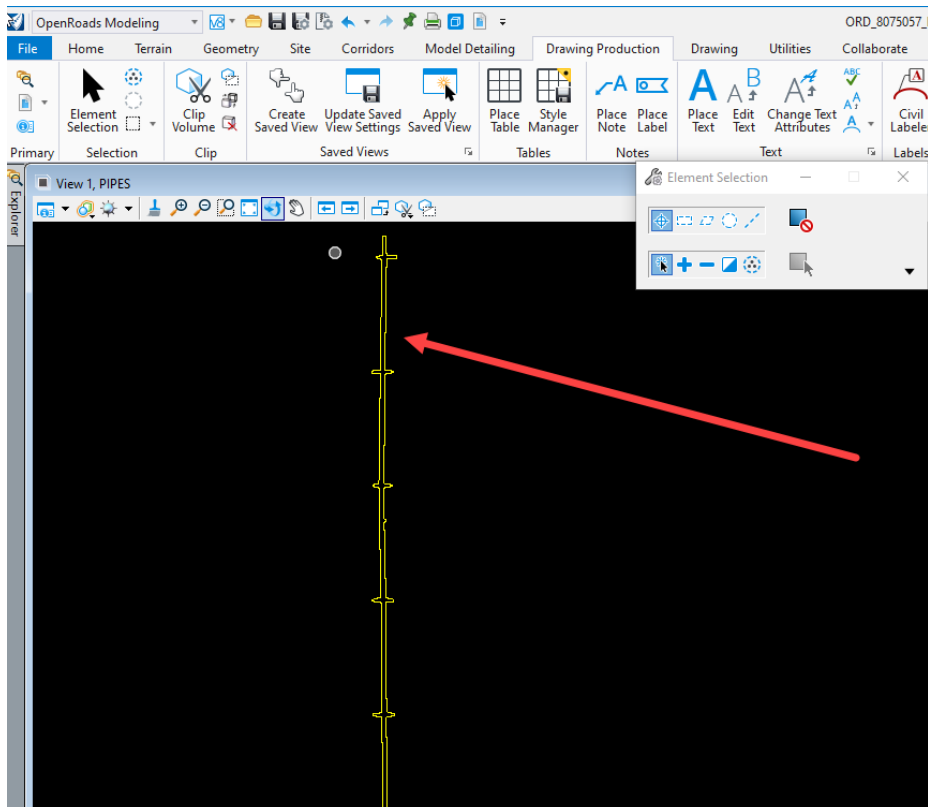 OpenRoads Modeling
V8
ORD_8075057_
File Home Terrain Geometry Site Corridors Model Detailing Drawing Production Drawing Utilities Collaborate
Element Selection
Clip Volume
Create Saved View
Update Saved View Settings
Apply Saved View
Place Table
Style Manager
A
Place Note
Place Label
A
Place Text
A B
Edit Text
A A
Change Text Attributes
ABC
A A
A
A
Civil Labele
Primary Selection Clip Saved Views Tables Notes Text Labels
Explorer
View 1, PIPES
Element Selection